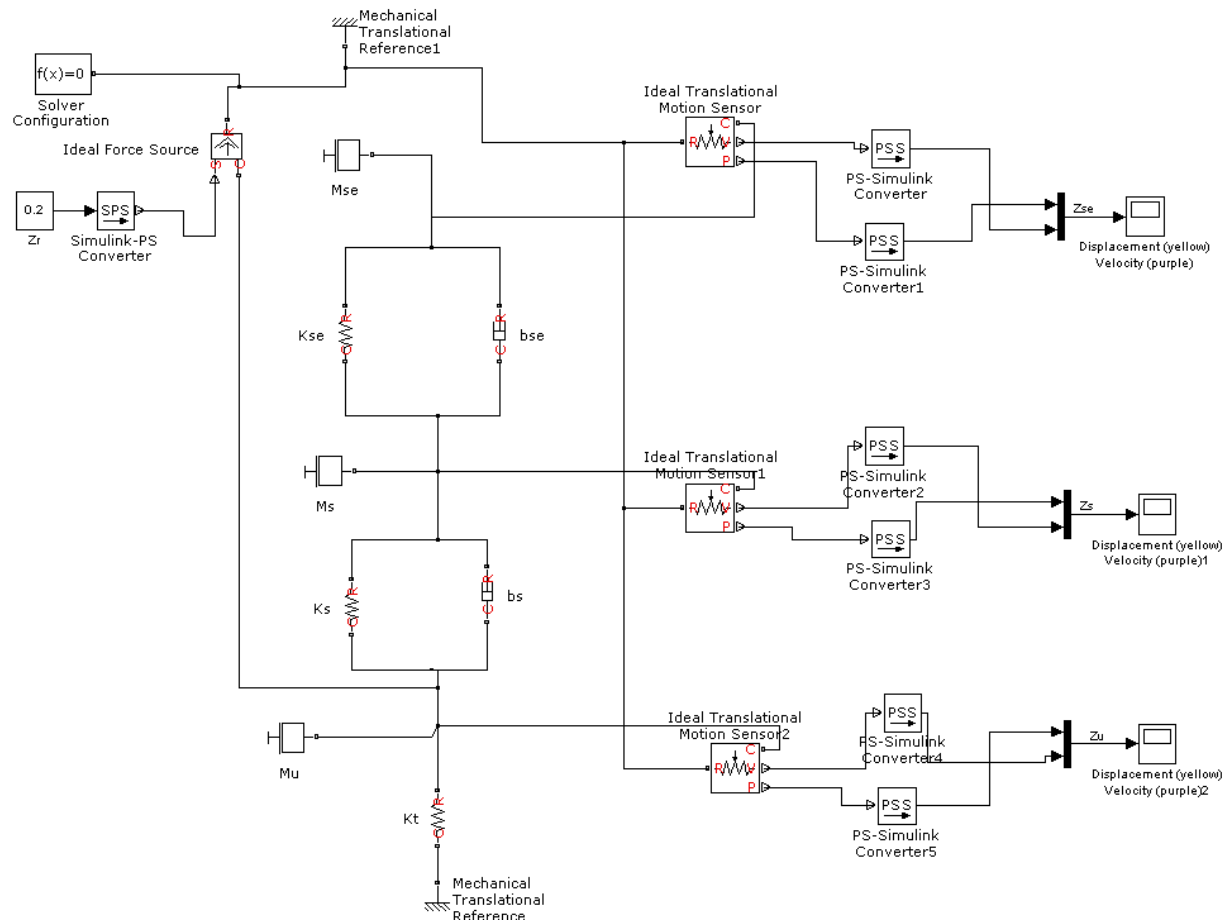 Mechanical
Translational
Reference1
f(x)=0
Solver
Configuration
Ideal Force Source
R
S
C
0.2
Zr
SPS
Simulink-PS
Converter
Mse
Ideal Translational
Motion Sensor
R
C
V
P
PSS
PS-Simulink
Converter
PSS
PS-Simulink
Converter1
Zse
Displacement (yellow)
Velocity (purple)
R
Kse
C
R
bse
C
Ms
Ideal Translational
Motion Sensor1
R
C
V
P
PSS
PS-Simulink
Converter2
PSS
PS-Simulink
Converter3
Zs
Displacement (yellow)
Velocity (purple)1
R
Ks
C
R
bs
C
Mu
Ideal Translational
Motion Sensor2
R
C
V
P
PSS
PS-Simulink
Converter4
PSS
PS-Simulink
Converter5
Zu
Displacement (yellow)
Velocity (purple)2
R
Kt
C
Mechanical
Translational
Reference